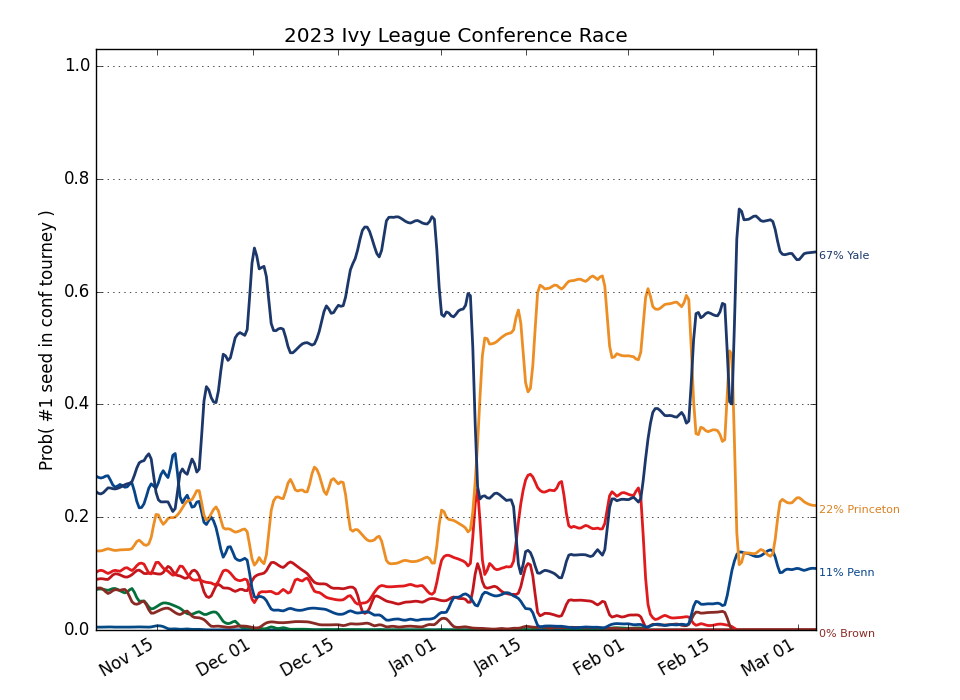 2023 Ivy League Conference Race
Prob( #1 seed in conf tourney )
1.0
0.8
0.6
0.4
0.2
0.0
67% Yale
22% Princeton
11% Penn
0% Brown
Nov 15
Dec 01
Dec 15
Jan 01
Jan 15
Feb 01
Feb 15
Mar 01